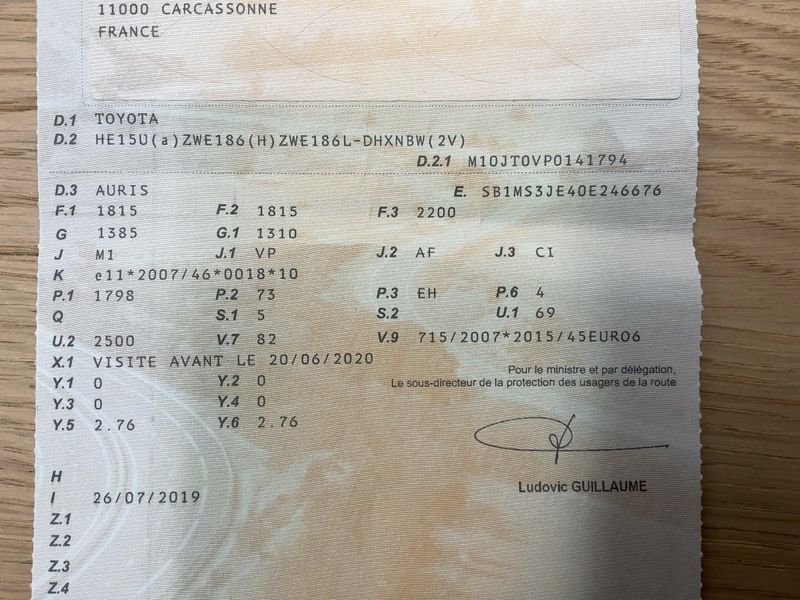 11000 CARCASSONNE
FRANCE
D.1 TOYOTA
D.2 HE15U(a)ZWE186(H)ZWE186L-DHXNBW(2V)
D.2.1 M10JTOVP0141794
D.3 AURIS E. SB1MS3JE40E246676
F.1 1815 F.2 1815 F.3 2200
G 1385 G.1 1310
J M1 J.1 VP J.2 AF J.3 CI
K e11*2007/46*0018*10
P.1 1798 P.2 73 P.3 EH P.6 4
Q S.1 5 S.2 U.1 69
U.2 2500 V.7 82 V.9 715/2007*2015/45EURO6
X.1 VISITE AVANT LE 20/06/2020
Pour le ministre et par délégation,
Y.1 0 Y.2 0 Le sous-directeur de la protection des usagers de la route
Y.3 0 Y.4 0
Y.5 2.76 Y.6 2.76
H
Ludovic GUILLAUME
I 26/07/2019
Z.1
Z.2
Z.3
Z.4